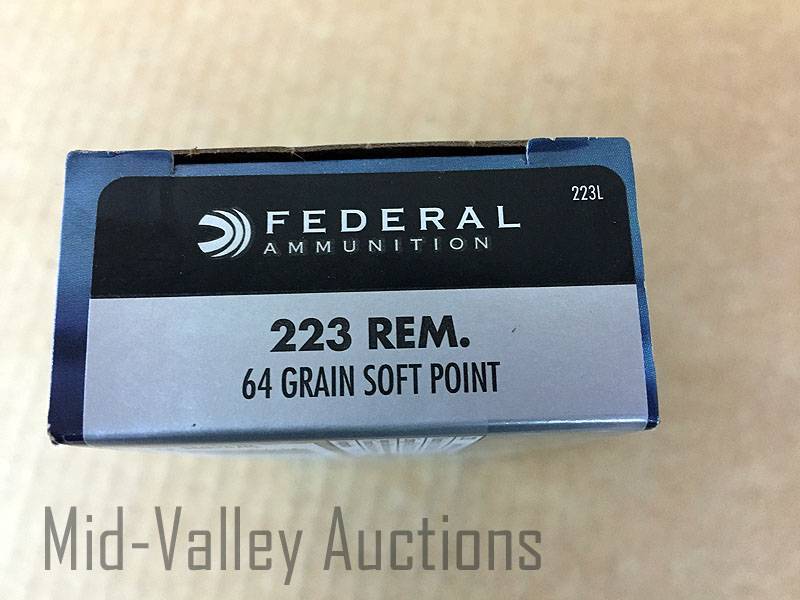 223L
FEDERAL
AMMUNITION
223 REM.
64 GRAIN SOFT POINT
Mid-Valley Auctions